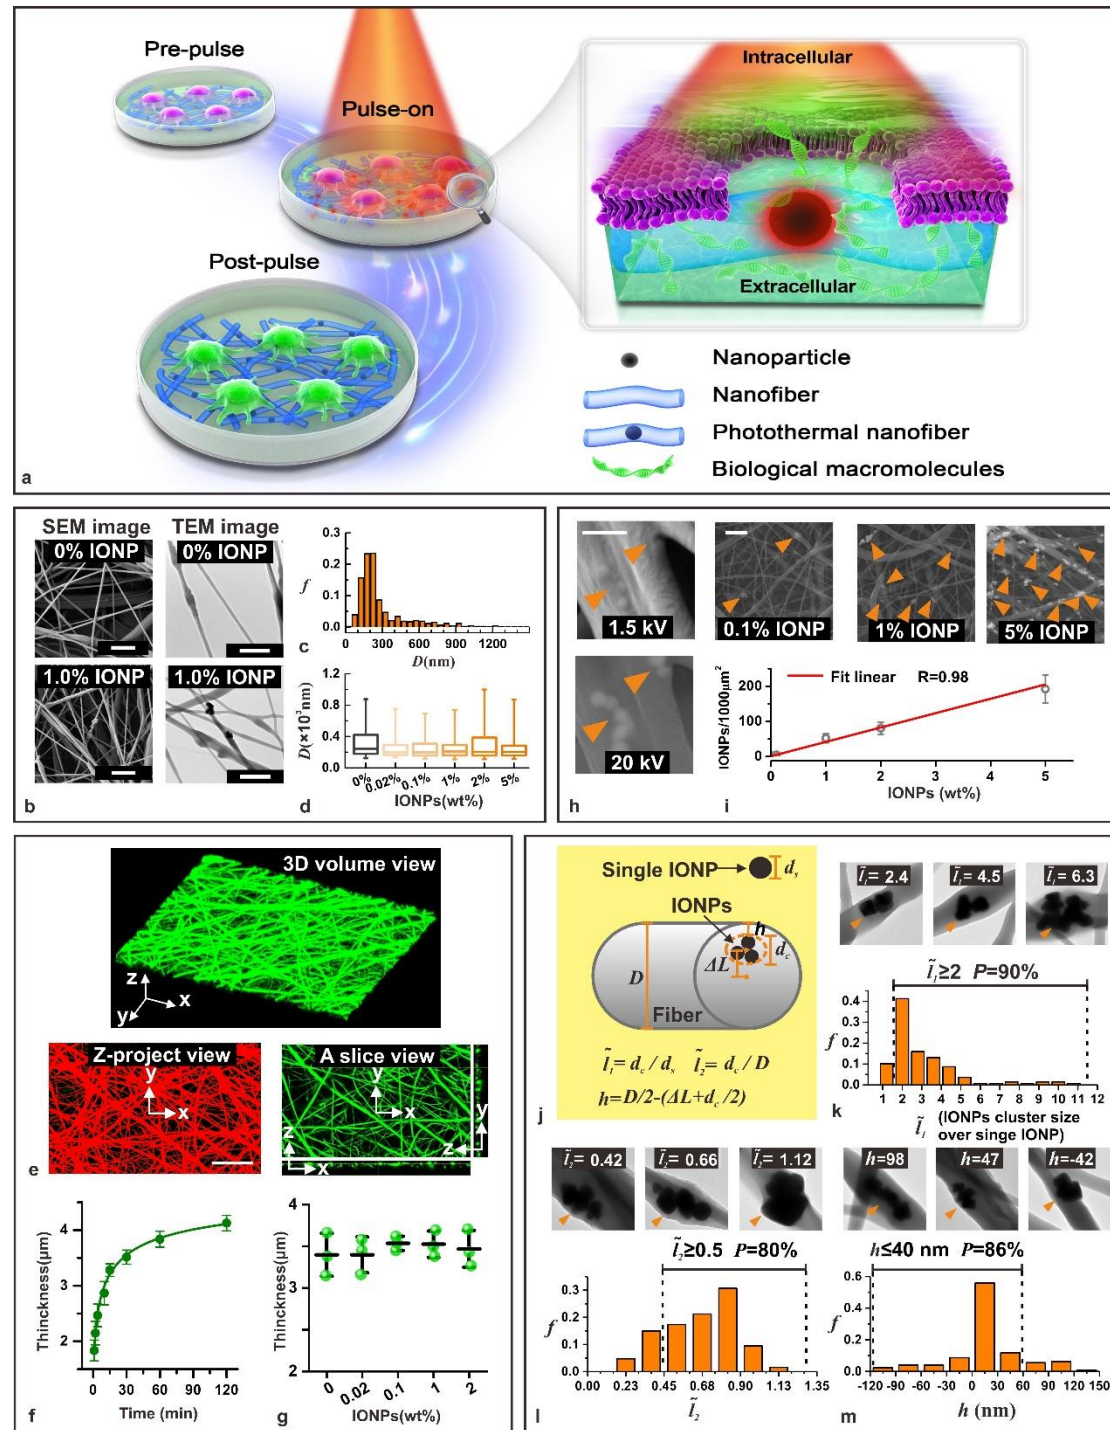 Pre-pulse
Pulse-on
Post-pulse
Intracellular
Extracellular
Nanoparticle
Nanofiber
Photothermal nanofiber
Biological macromolecules
a
SEM image TEM image
0% IONP 0% IONP
1.0% IONP 1.0% IONP
b
0.3
0.2
0.1
0.0
f
0 300 600 900 1200
D(nm)
c
1.2
0.8
0.4
0.0
D(×10³nm)
0% 0.02% 0.1% 1% 2% 5%
IONPs(wt%)
d
1.5 kV
20 kV
h
0.1% IONP 1% IONP 5% IONP
Fit linear R=0.98
200
100
0
IONPs/1000μm²
0 1 2 3 4 5
IONPs (wt%)
i
3D volume view
z
x
y
Z-project view
y
x
A slice view
y
x
z
x
y
z
e
4
3
2
Thinckness(μm)
0 30 60 90 120
Time (min)
f
4
3
2
Thinckness(μm)
0 0.02 0.1 1 2
IONPs(wt%)
g
Single IONP d_s
IONPs
h
d_c
ΔL
D
Fiber
l̃₁= d_c / d_s l̃₂= d_c / D
h=D/2-(ΔL+d_c/2)
j
l̃₁= 2.4 l̃₁= 4.5 l̃₁= 6.3
l̃₁≥2 P=90%
0.4
0.2
0.0
f
1 2 3 4 5 6 7 8 9 10 11 12
l̃₁ (IONPs cluster size
over singe IONP)
k
l̃₂= 0.42 l̃₂= 0.66 l̃₂= 1.12
l̃₂≥0.5 P=80%
0.3
0.2
0.1
0.0
f
0.00 0.23 0.45 0.68 0.90 1.13 1.35
l̃₂
l
h=98 h=47 h=-42
h≤40 nm P=86%
0.6
0.4
0.2
0.0
f
-120 -90 -60 -30 0 30 60 90 120 150
h (nm)
m